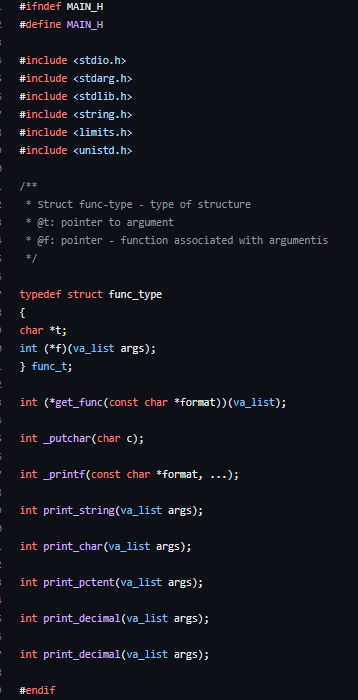 #ifndef MAIN_H
#define MAIN_H
#include <stdio.h>
#include <stdarg.h>
#include <stdlib.h>
#include <string.h>
#include <limits.h>
#include <unistd.h>
/**
* Struct func-type - type of structure
* @t: pointer to argument
* @f: pointer - function associated with argumentis
*/
typedef struct func_type
{
char *t;
int (*f)(va_list args);
} func_t;
int (*get_func(const char *format))(va_list);
int _putchar(char c);
int _printf(const char *format, ...);
int print_string(va_list args);
int print_char(va_list args);
int print_pctent(va_list args);
int print_decimal(va_list args);
int print_decimal(va_list args);
#endif